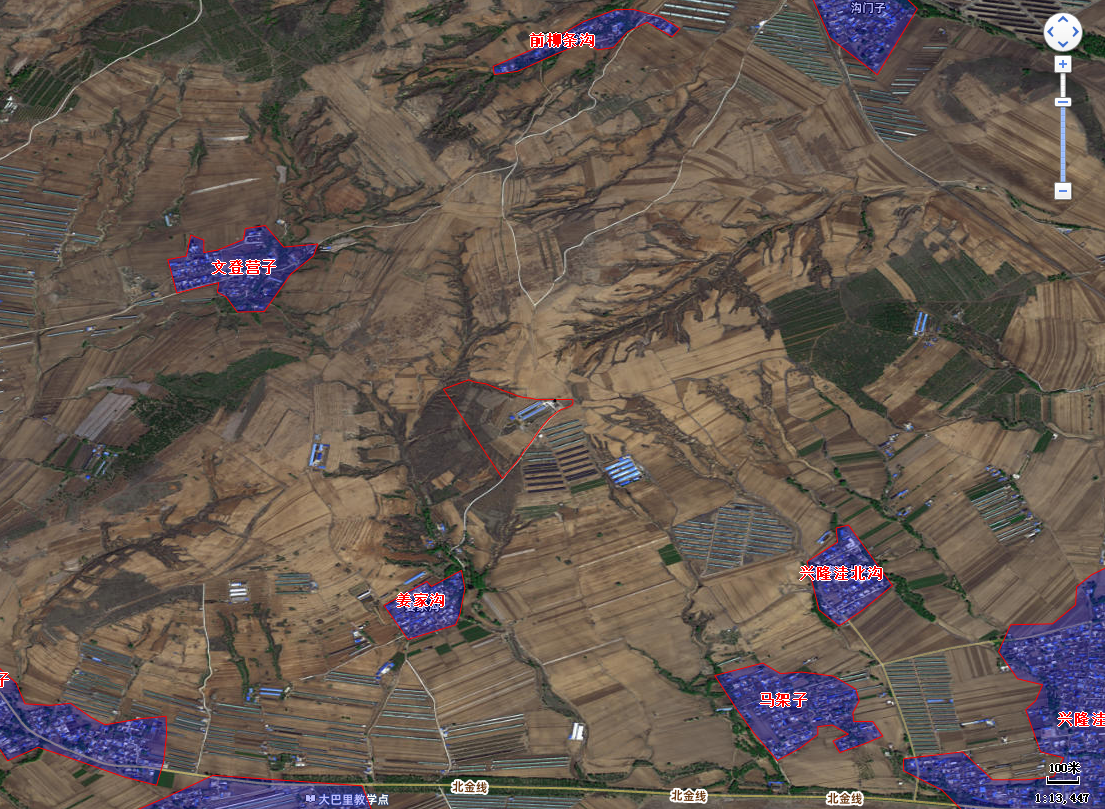 沟门子
前柳条沟
文登营子
兴隆洼北沟
姜家沟
子
马架子
兴隆洼
100米
1:13,447
北金线
北金线
北金线
大巴里教学点